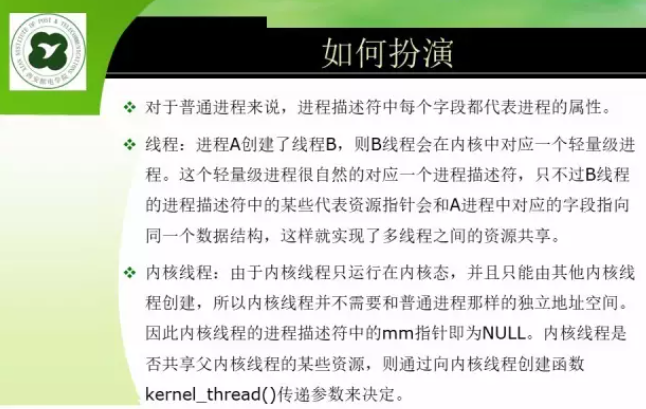 如何扮演
对于普通进程来说，进程描述符中每个字段都代表进程的属性。
线程：进程A创建了线程B，则B线程会在内核中对应一个轻量级进
程。这个轻量级进程很自然的对应一个进程描述符，只不过B线程
的进程描述符中的某些代表资源指针会和A进程中对应的字段指向
同一个数据结构，这样就实现了多线程之间的资源共享。
内核线程：由于内核线程只运行在内核态，并且只能由其他内核线
程创建，所以内核线程并不需要和普通进程那样的独立地址空间。
因此内核线程的进程描述符中的mm指针即为NULL。内核线程是
否共享父内核线程的某些资源，则通过向内核线程创建函数
kernel_thread()传递参数来决定。